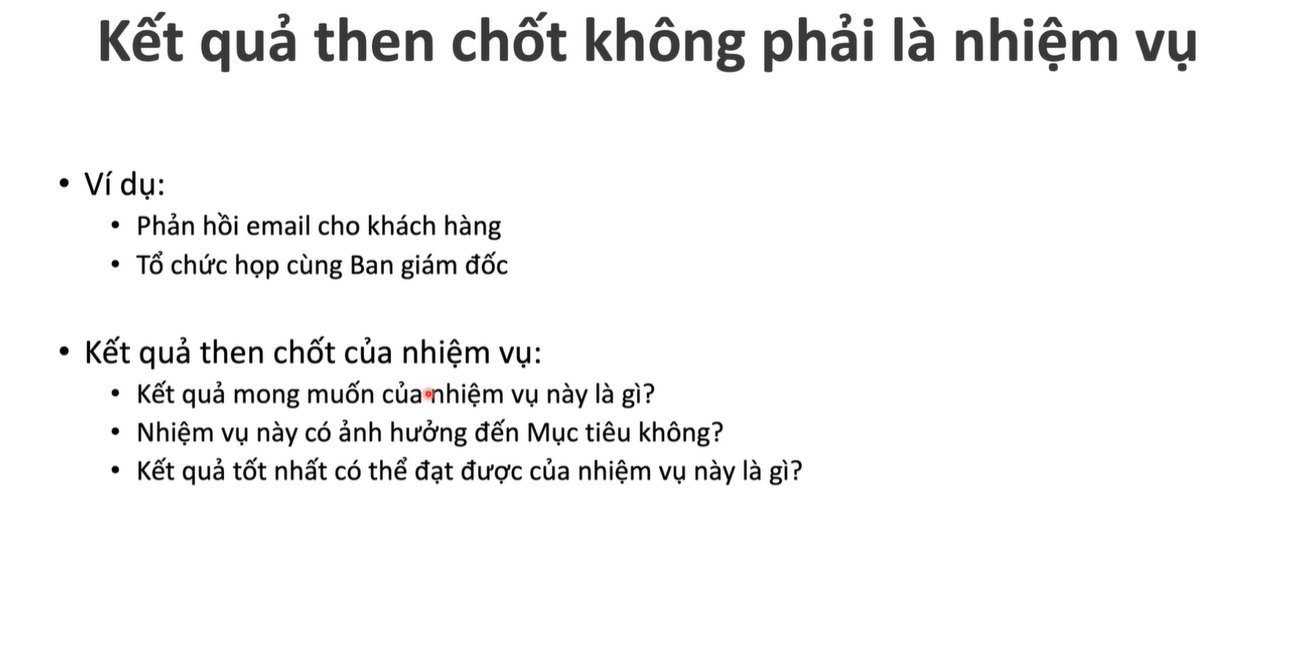 Kết quả then chốt không phải là nhiệm vụ
• Ví dụ:
• Phản hồi email cho khách hàng
• Tổ chức họp cùng Ban giám đốc
• Kết quả then chốt của nhiệm vụ:
• Kết quả mong muốn của nhiệm vụ này là gì?
• Nhiệm vụ này có ảnh hưởng đến Mục tiêu không?
• Kết quả tốt nhất có thể đạt được của nhiệm vụ này là gì?